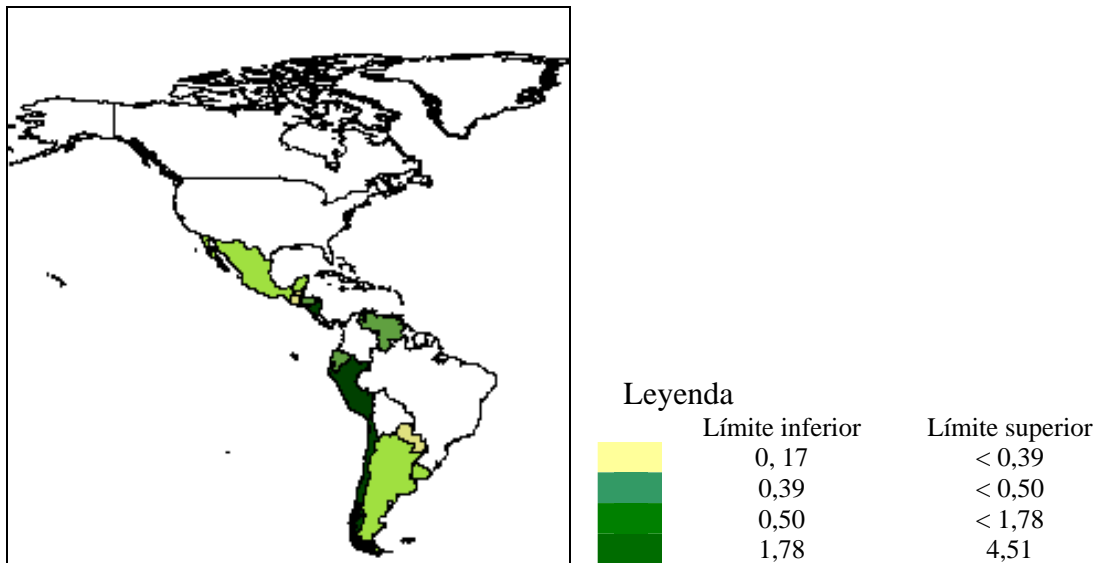 Leyenda
Límite inferior Límite superior
0, 17 < 0,39
0,39 < 0,50
0,50 < 1,78
1,78 4,51